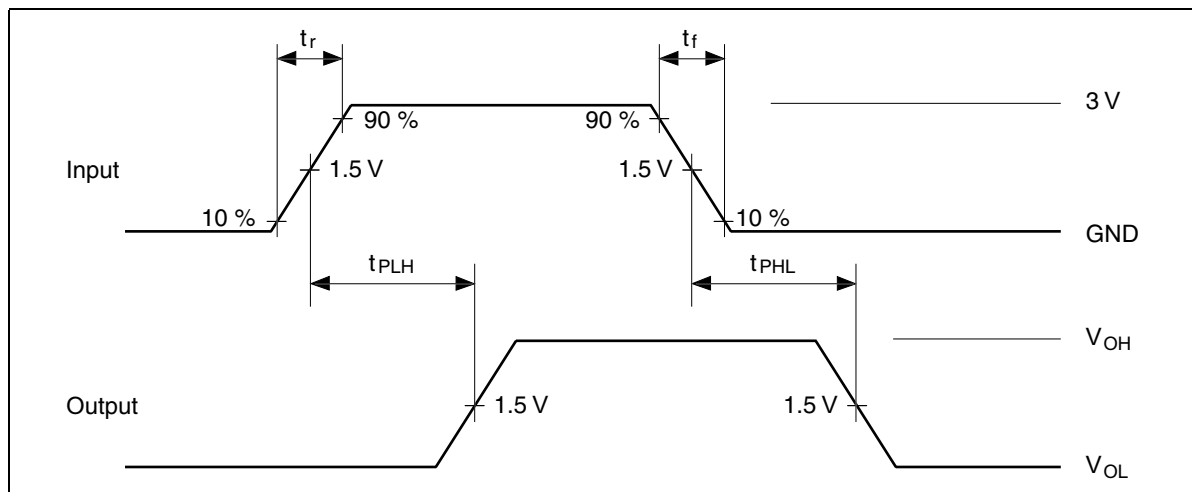 tr
tf
3 V
90 %
90 %
Input
1.5 V
1.5 V
10 %
10 %
GND
tPLH
tPHL
VOH
Output
1.5 V
1.5 V
VOL